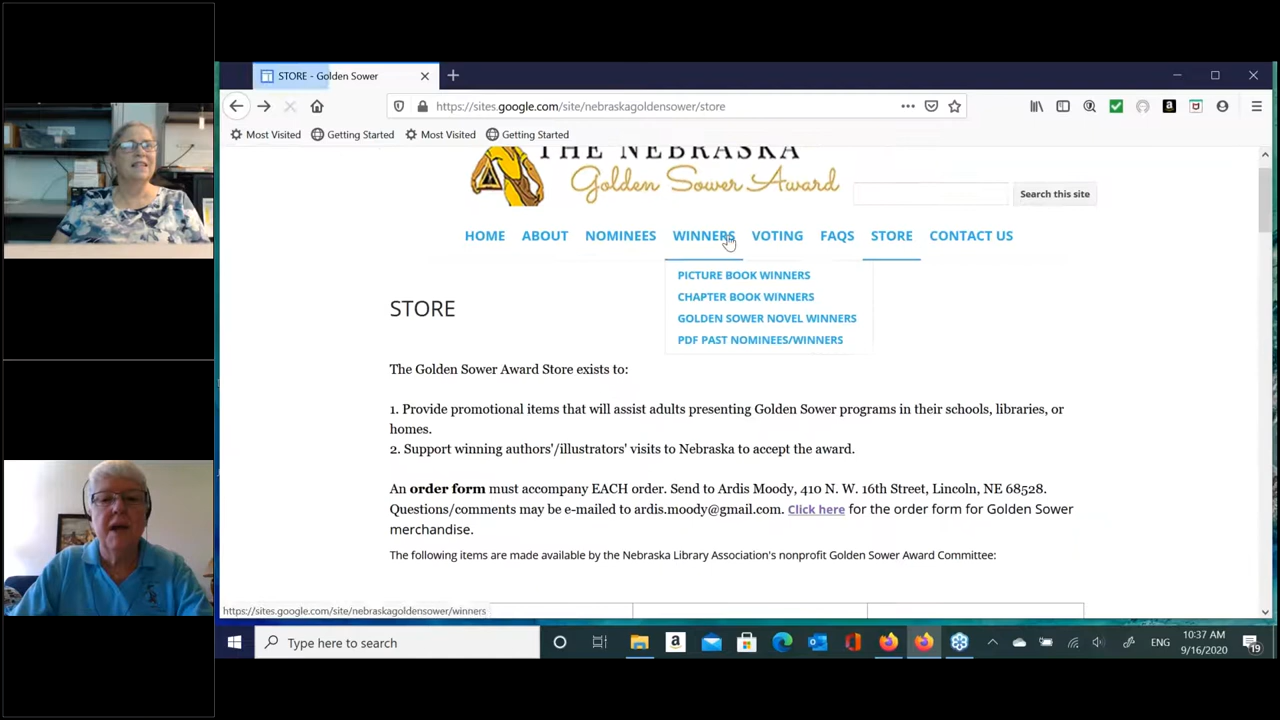 STORE - Golden Sower
https://sites.google.com/site/nebraskagoldensower/store
Most Visited Getting Started Most Visited Getting Started
THE NEBRASKA
Golden Sower Award
Search this site
HOME ABOUT NOMINEES WINNERS VOTING FAQS STORE CONTACT US
PICTURE BOOK WINNERS
CHAPTER BOOK WINNERS
GOLDEN SOWER NOVEL WINNERS
PDF PAST NOMINEES/WINNERS
STORE
The Golden Sower Award Store exists to:
1. Provide promotional items that will assist adults presenting Golden Sower programs in their schools, libraries, or
homes.
2. Support winning authors'/illustrators' visits to Nebraska to accept the award.
An order form must accompany EACH order. Send to Ardis Moody, 410 N. W. 16th Street, Lincoln, NE 68528.
Questions/comments may be e-mailed to ardis.moody@gmail.com. Click here for the order form for Golden Sower
merchandise.
The following items are made available by the Nebraska Library Association's nonprofit Golden Sower Award Committee:
https://sites.google.com/site/nebraskagoldensower/winners
Type here to search
ENG
10:37 AM
9/16/2020
19